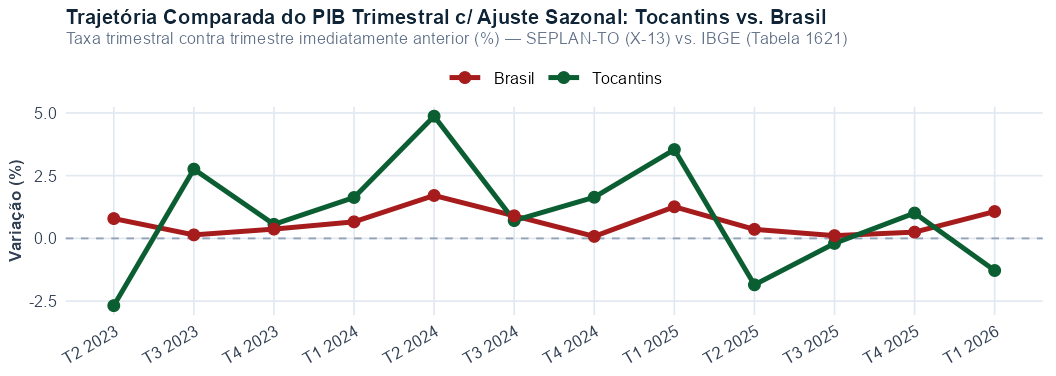 Trajetória Comparada do PIB Trimestral c/ Ajuste Sazonal: Tocantins vs. Brasil
Taxa trimestral contra trimestre imediatamente anterior (%) — SEPLAN-TO (X-13) vs. IBGE (Tabela 1621)
Brasil
Tocantins
Variação (%)
5.0
2.5
0.0
-2.5
T2 2023
T3 2023
T4 2023
T1 2024
T2 2024
T3 2024
T4 2024
T1 2025
T2 2025
T3 2025
T4 2025
T1 2026